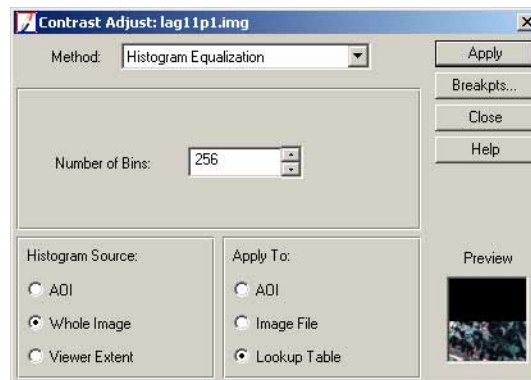 Contrast Adjust: lag11p1.img
Method: Histogram Equalization
Apply
Breakpts...
Close
Help
Number of Bins: 256
Histogram Source:
AOI
Whole Image
Viewer Extent
Apply To:
AOI
Image File
Lookup Table
Preview